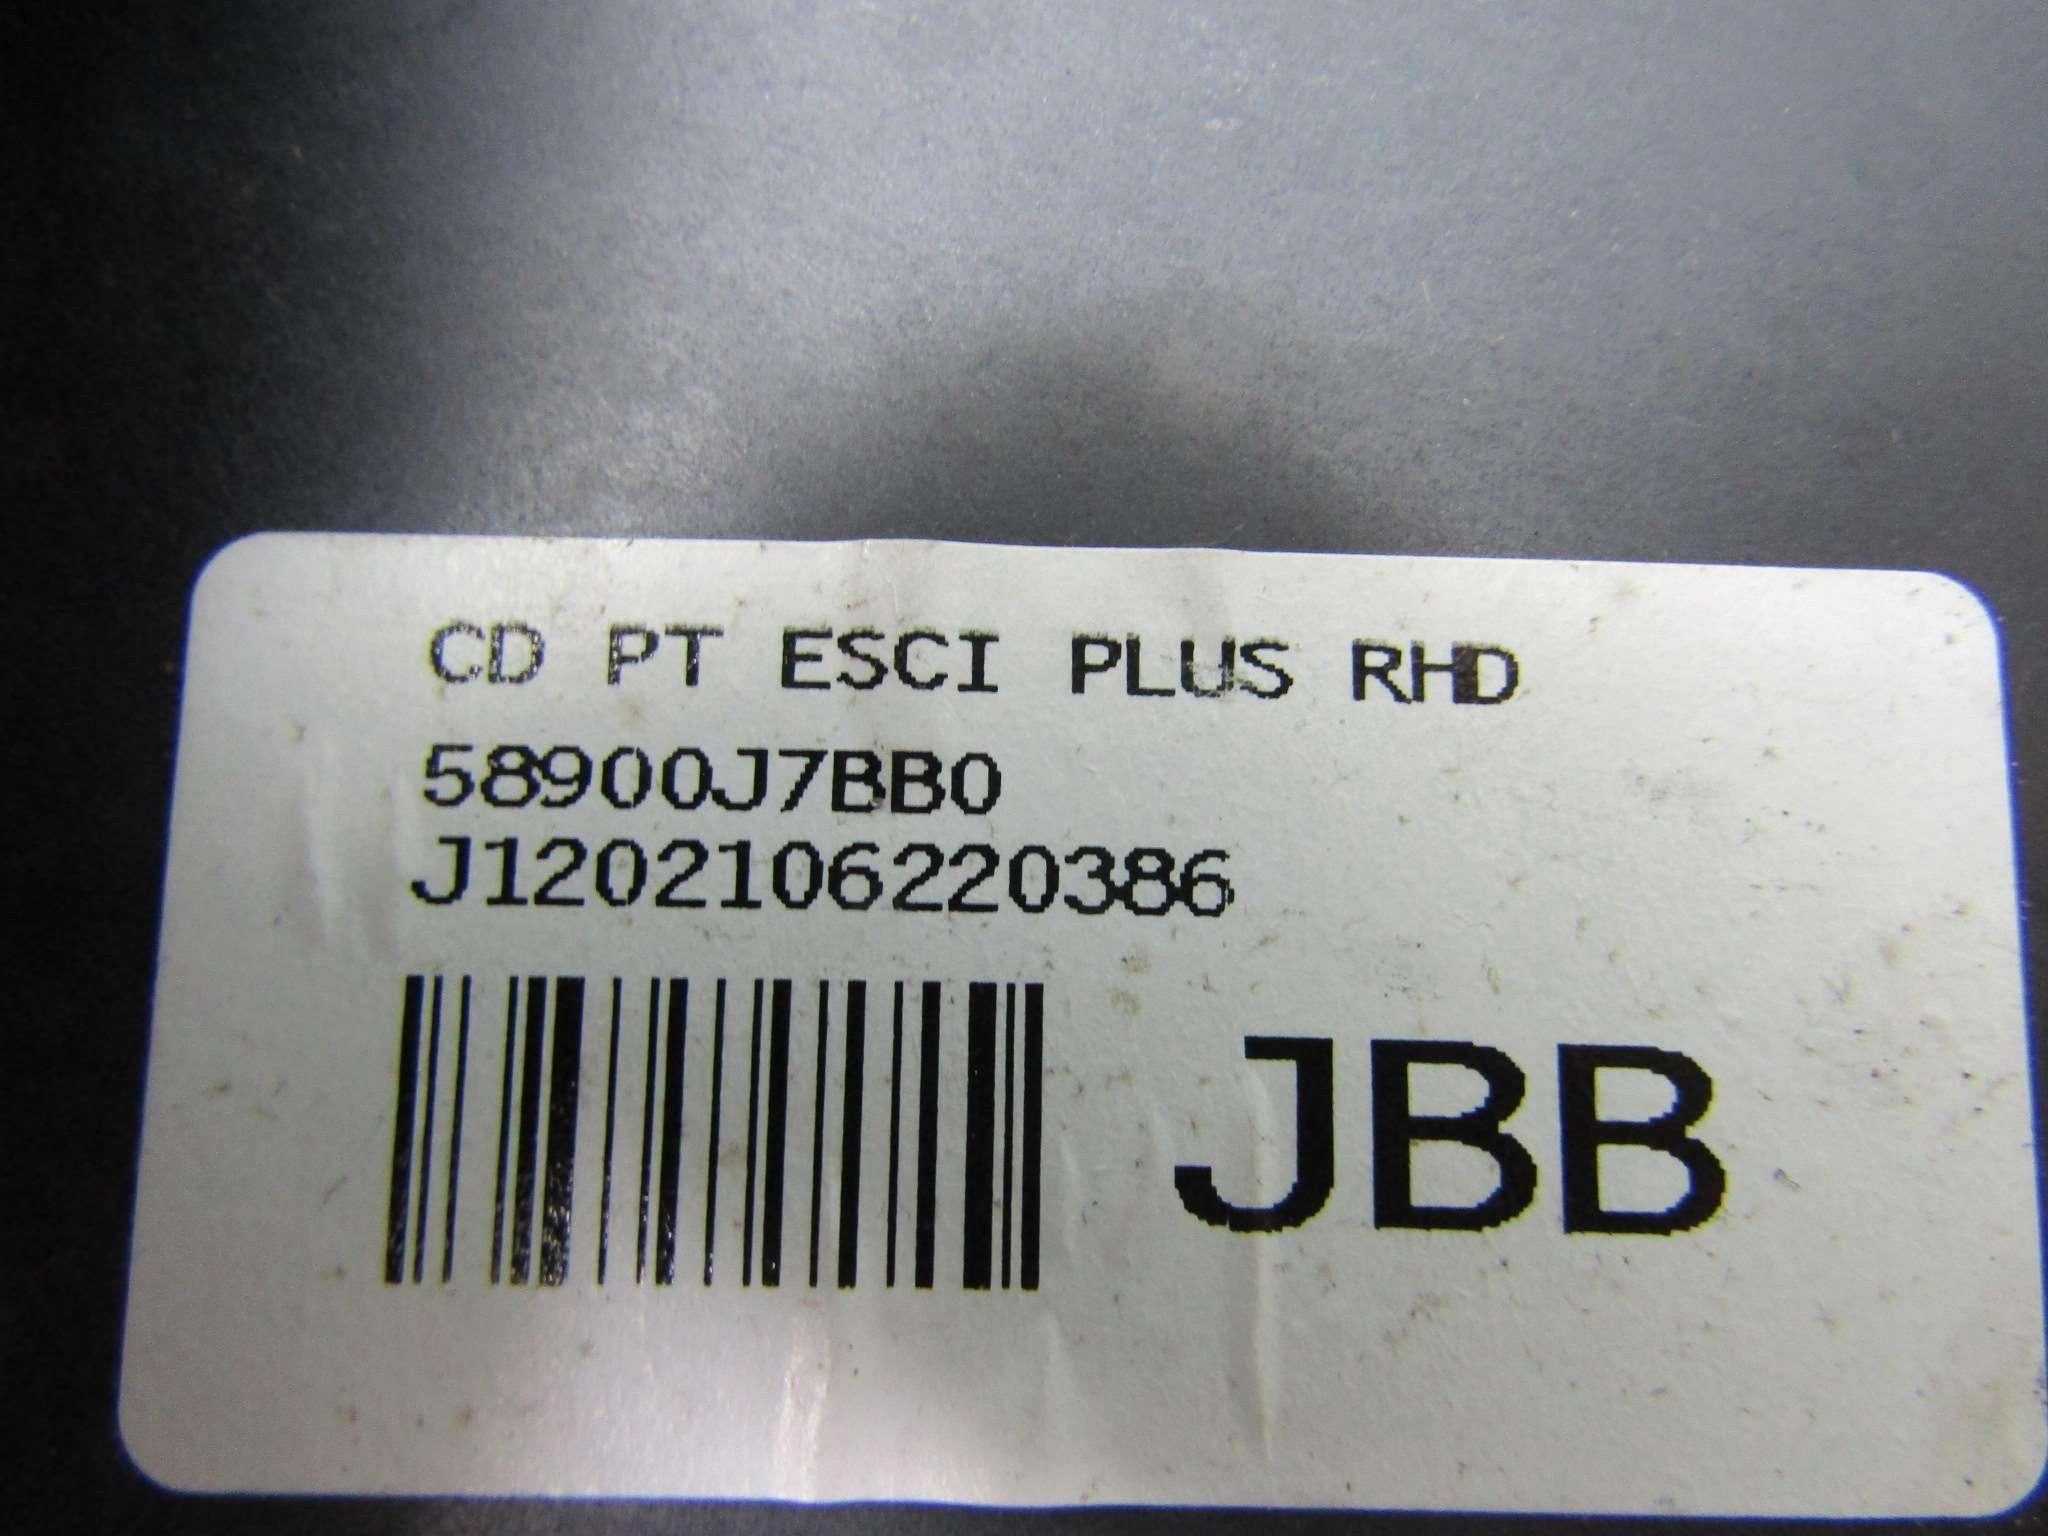 CD PT ESCI PLUS RHD
58900J7BB0
J1202106220386
JBB